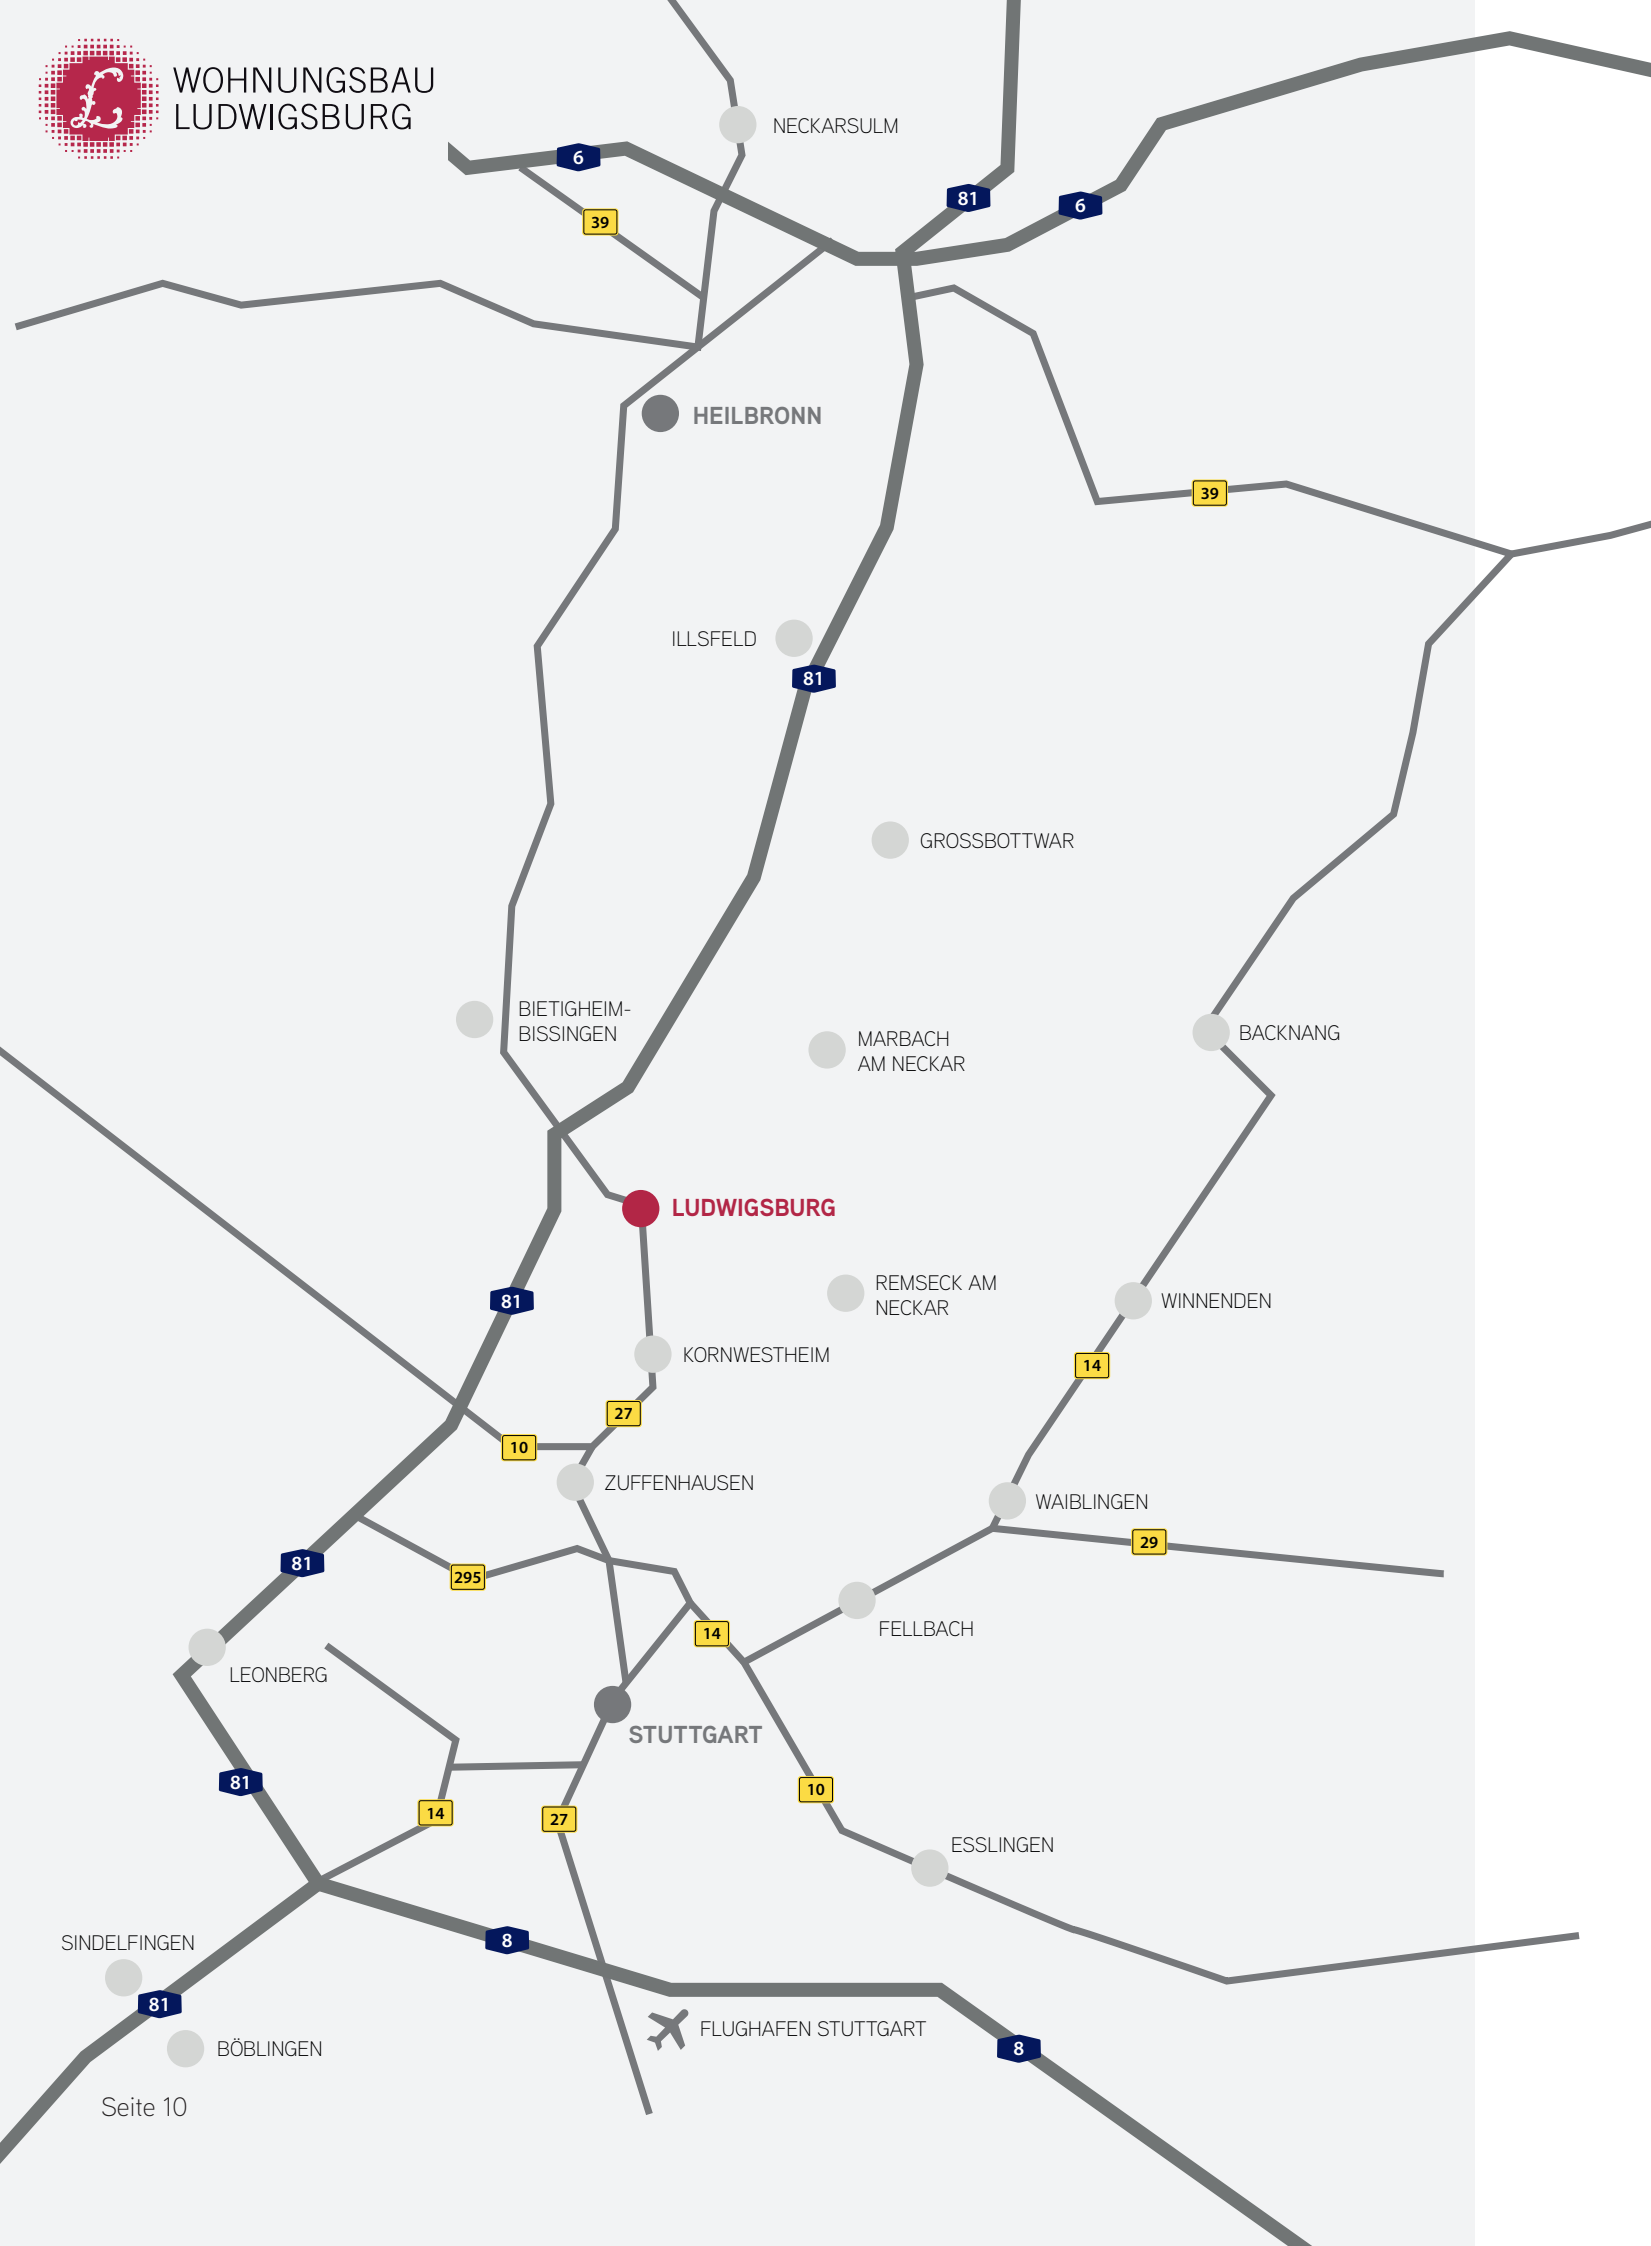 WOHNUNGSBAU
LUDWIGSBURG
NECKARSULM
6
81
6
39
HEILBRONN
39
ILLSFELD
81
GROSSBOTTWAR
BIETIGHEIM-
BISSINGEN
MARBACH
AM NECKAR
BACKNANG
LUDWIGSBURG
81
REMSECK AM
NECKAR
WINNENDEN
KORNWESTHEIM
14
27
10
ZUFFENHAUSEN
WAIBLINGEN
29
81
295
FELLBACH
14
LEONBERG
STUTTGART
81
10
14
27
ESSLINGEN
SINDELFINGEN
8
81
FLUGHAFEN STUTTGART
8
BÖBLINGEN
Seite 10